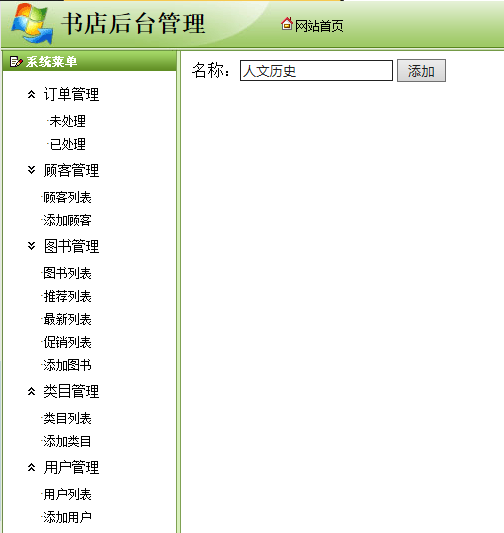 书店后台管理
网站首页
系统菜单
名称：人文历史 添加
订单管理
未处理
已处理
顾客管理
顾客列表
添加顾客
图书管理
图书列表
推荐列表
最新列表
促销列表
添加图书
类目管理
类目列表
添加类目
用户管理
用户列表
添加用户